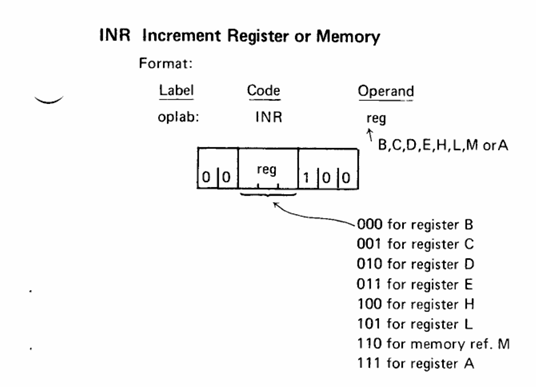 INR Increment Register or Memory
Format:
Label Code Operand
oplab: INR reg
B,C,D,E,H,L,M or A
0 0 reg 1 0 0
000 for register B
001 for register C
010 for register D
011 for register E
100 for register H
101 for register L
110 for memory ref. M
111 for register A